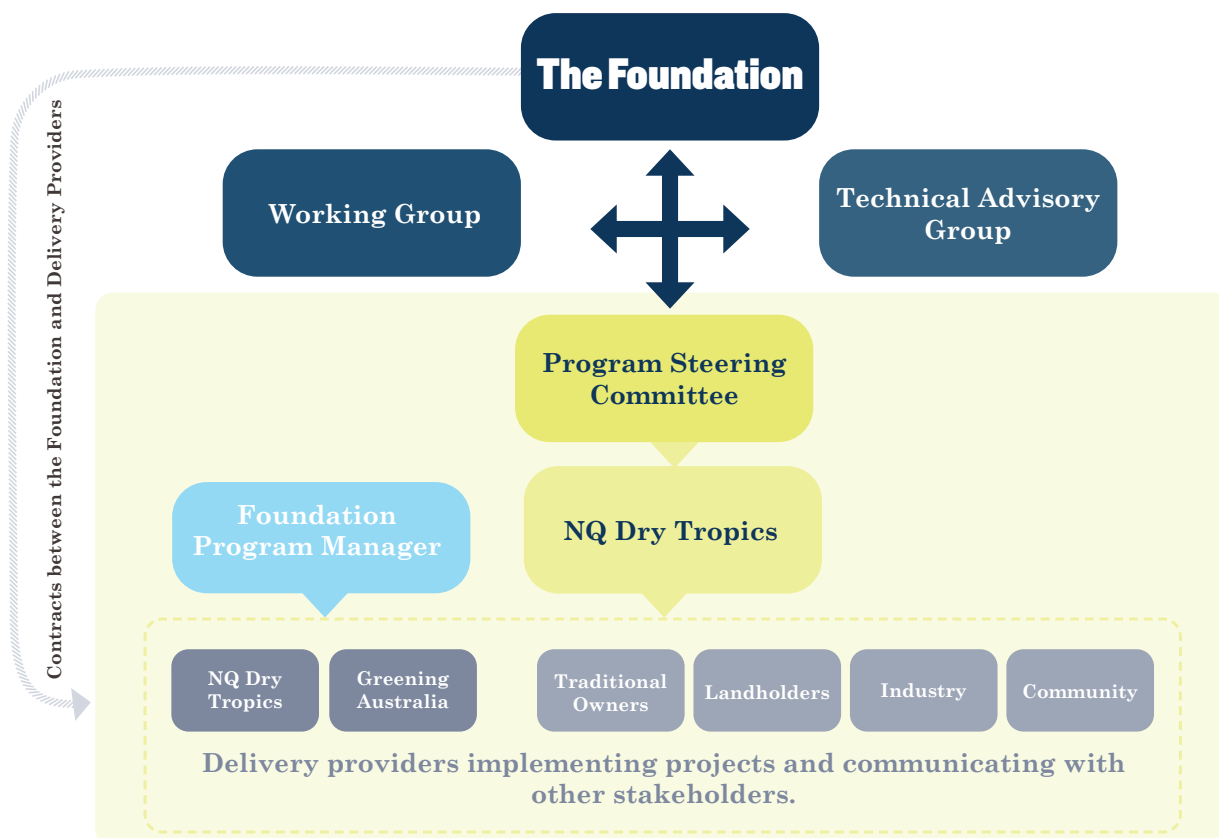 The Foundation
Contracts between the Foundation and Delivery Providers
Working Group
Technical Advisory
Group
Program Steering
Committee
Foundation
Program Manager
NQ Dry Tropics
NQ Dry
Tropics
Greening
Australia
Traditional
Owners
Landholders
Industry
Community
Delivery providers implementing projects and communicating with
other stakeholders.